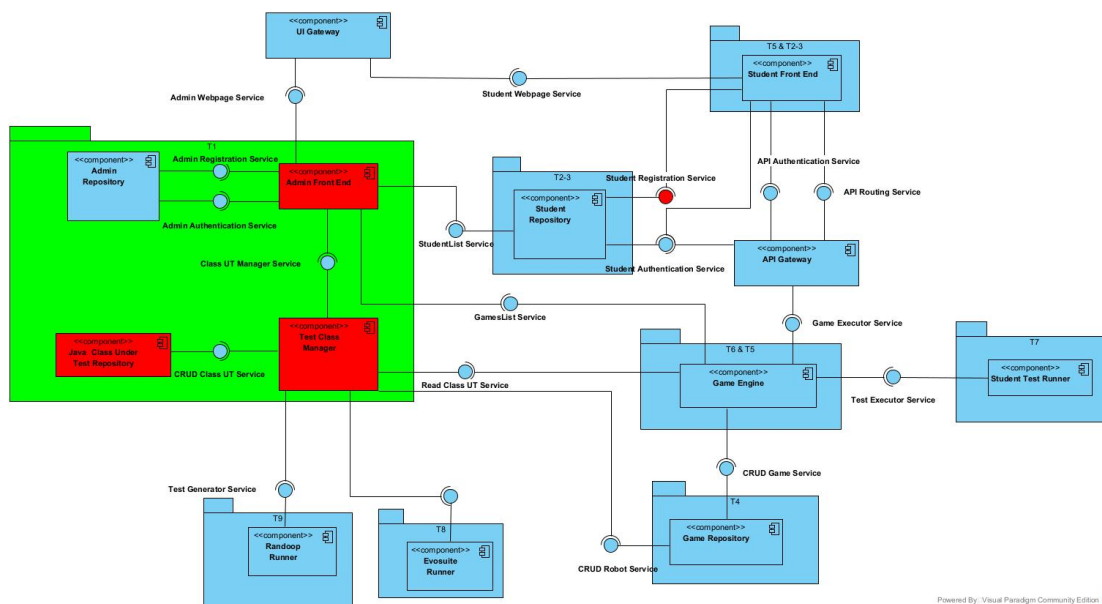 <<component>>
UI Gateway
T5 & T2-3
<<component>>
Student Front End
Student Webpage Service
Admin Webpage Service
T1
<<component>>
Admin
Repository
Admin Registration Service
<<component>>
Admin Front End
Admin Authentication Service
T2-3
<<component>>
Student
Repository
Student Registration Service
API Authentication Service
API Routing Service
StudentList Service
Student Authentication Service
<<component>>
API Gateway
Class UT Manager Service
GamesList Service
Game Executor Service
<<component>>
Java Class Under
Test Repository
CRUD Class UT Service
<<component>>
Test Class
Manager
Read Class UT Service
T6 & T5
<<component>>
Game Engine
Test Executor Service
T7
<<component>>
Student Test Runner
CRUD Game Service
Test Generator Service
T9
<<component>>
Randoop
Runner
T8
<<component>>
Evosuite
Runner
CRUD Robot Service
T4
<<component>>
Game Repository
Powered By Visual Paradigm Community Edition